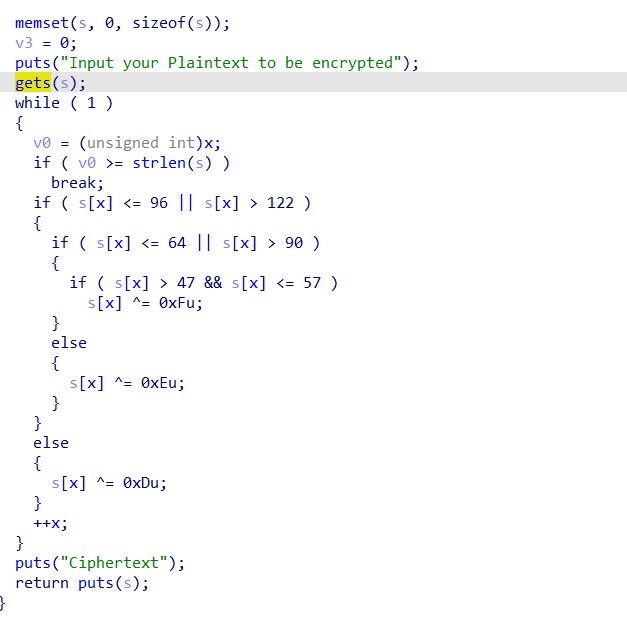 memset(s, 0, sizeof(s));
v3 = 0;
puts("Input your Plaintext to be encrypted");
gets(s);
while ( 1 )
{
v0 = (unsigned int)x;
if ( v0 >= strlen(s) )
break;
if ( s[x] <= 96 || s[x] > 122 )
{
if ( s[x] <= 64 || s[x] > 90 )
{
if ( s[x] > 47 && s[x] <= 57 )
s[x] ^= 0xFu;
}
else
{
s[x] ^= 0xEu;
}
}
else
{
s[x] ^= 0xDu;
}
++x;
}
puts("Ciphertext");
return puts(s);
}